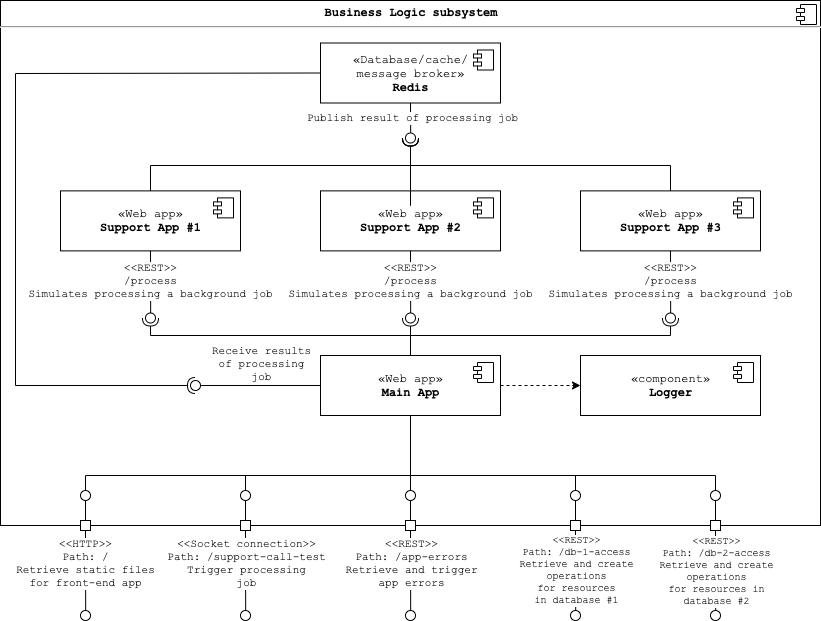 Business Logic subsystem
«Database/cache/
message broker»
Redis
Publish result of processing job
«Web app»
Support App #1
«Web app»
Support App #2
«Web app»
Support App #3
<<REST>>
/process
Simulates processing a background job
<<REST>>
/process
Simulates processing a background job
<<REST>>
/process
Simulates processing a background job
Receive results
of processing
job
«Web app»
Main App
«component»
Logger
<<HTTP>>
Path: /
Retrieve static files
for front-end app
<<Socket connection>>
Path: /support-call-test
Trigger processing
job
<<REST>>
Path: /app-errors
Retrieve and trigger
app errors
<<REST>>
Path: /db-1-access
Retrieve and create
operations
for resources
in database #1
<<REST>>
Path: /db-2-access
Retrieve and create
operations
for resources in
database #2